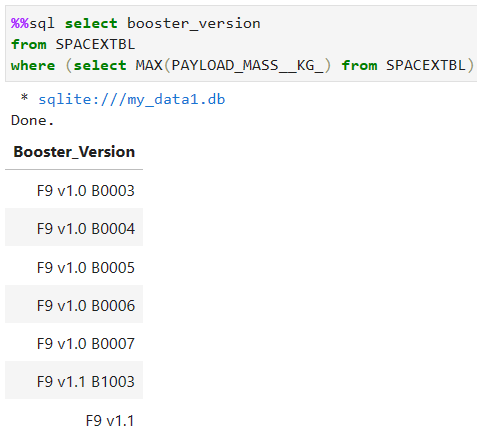 %%sql select booster_version
from SPACEXTBL
where (select MAX(PAYLOAD_MASS__KG_) from SPACEXTBL)
* sqlite:///my_data1.db
Done.
Booster_Version
F9 v1.0 B0003
F9 v1.0 B0004
F9 v1.0 B0005
F9 v1.0 B0006
F9 v1.0 B0007
F9 v1.1 B1003
F9 v1.1